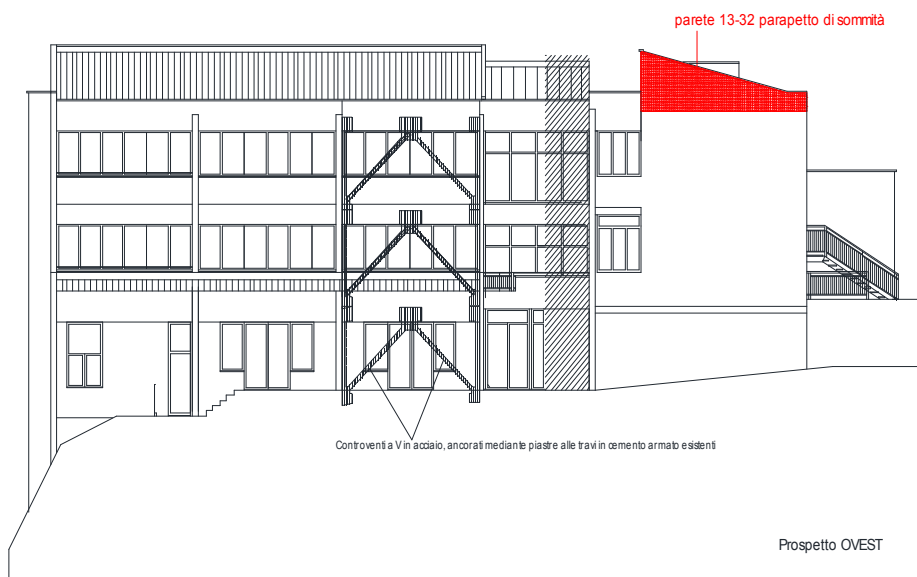 parete 13-32 parapetto di sommità
Controventi a V in acciaio, ancorati mediante piastre alle travi in cemento armato esistenti
Prospetto OVEST